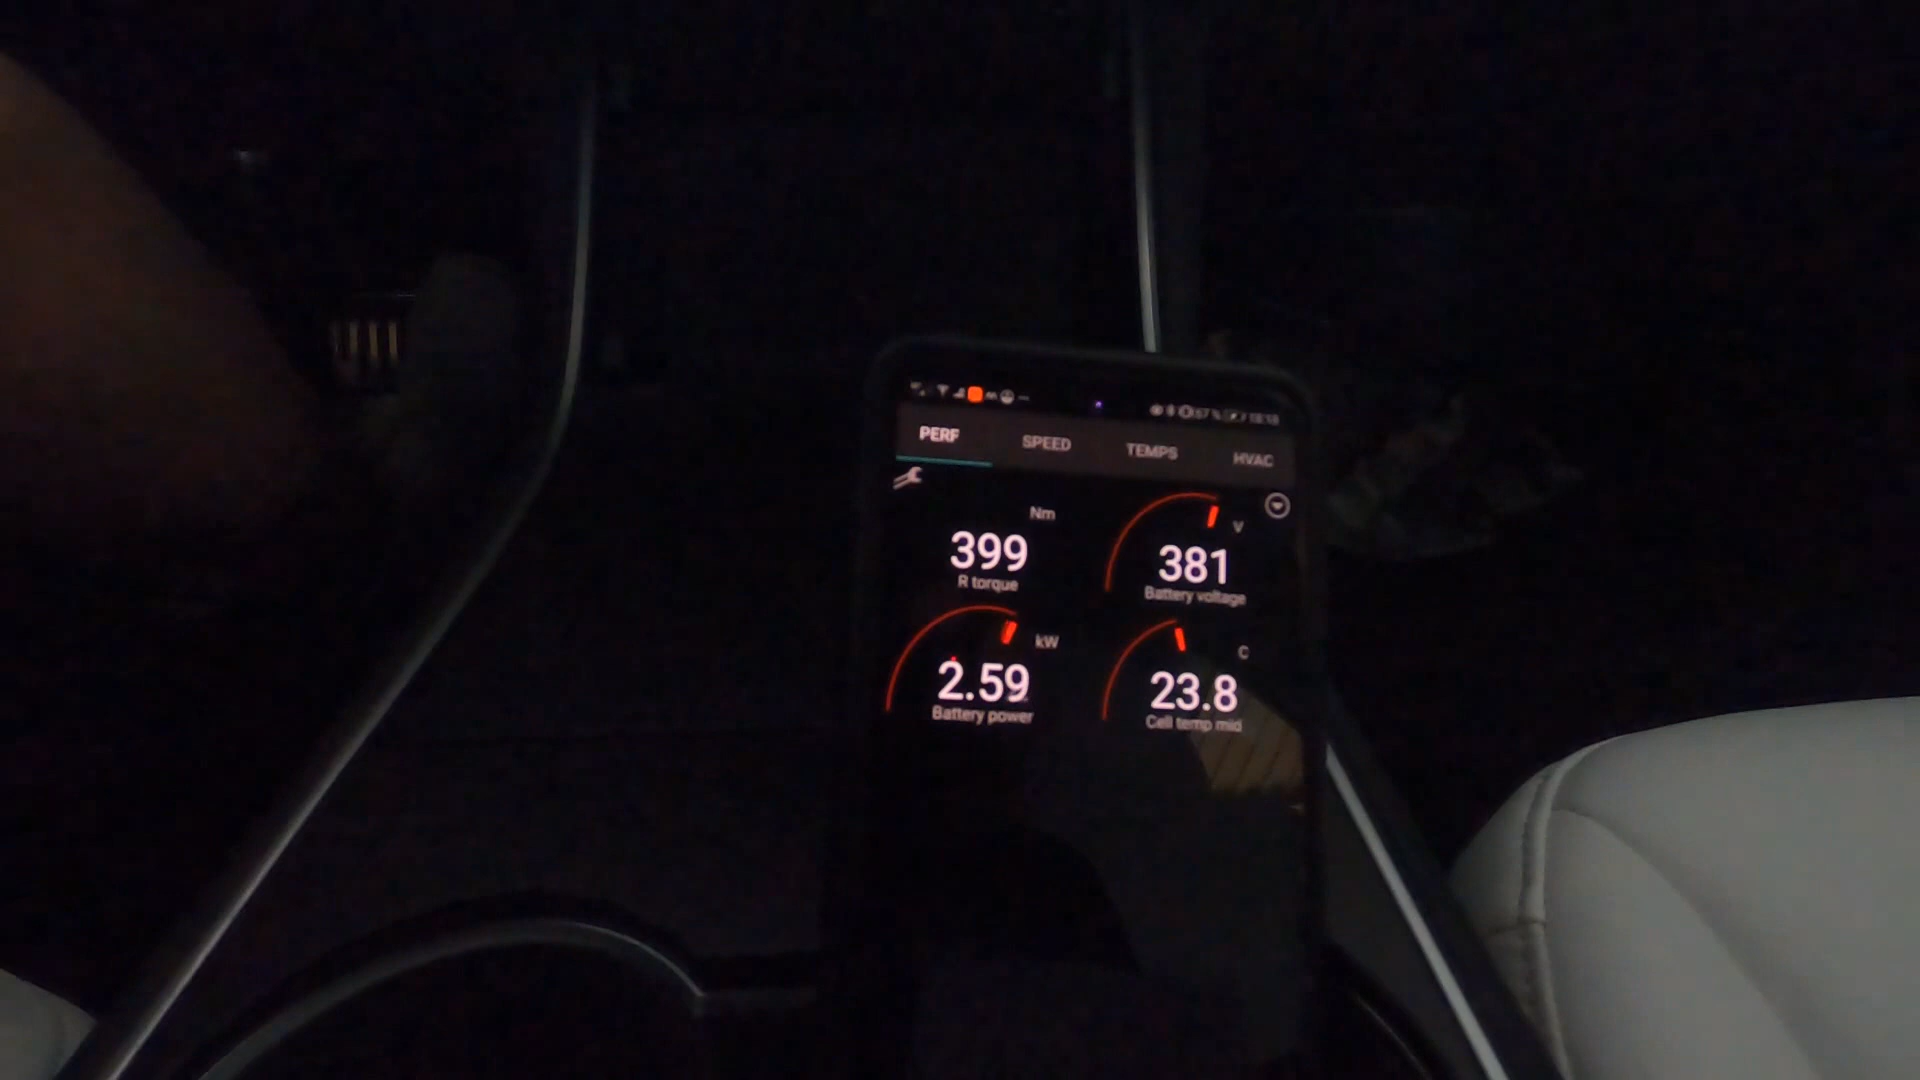 PERF SPEED TEMPS HVAC
Nm
399
R torque
V
381
Battery voltage
kW
2.59
Battery power
C
23.8
Cell temp mid